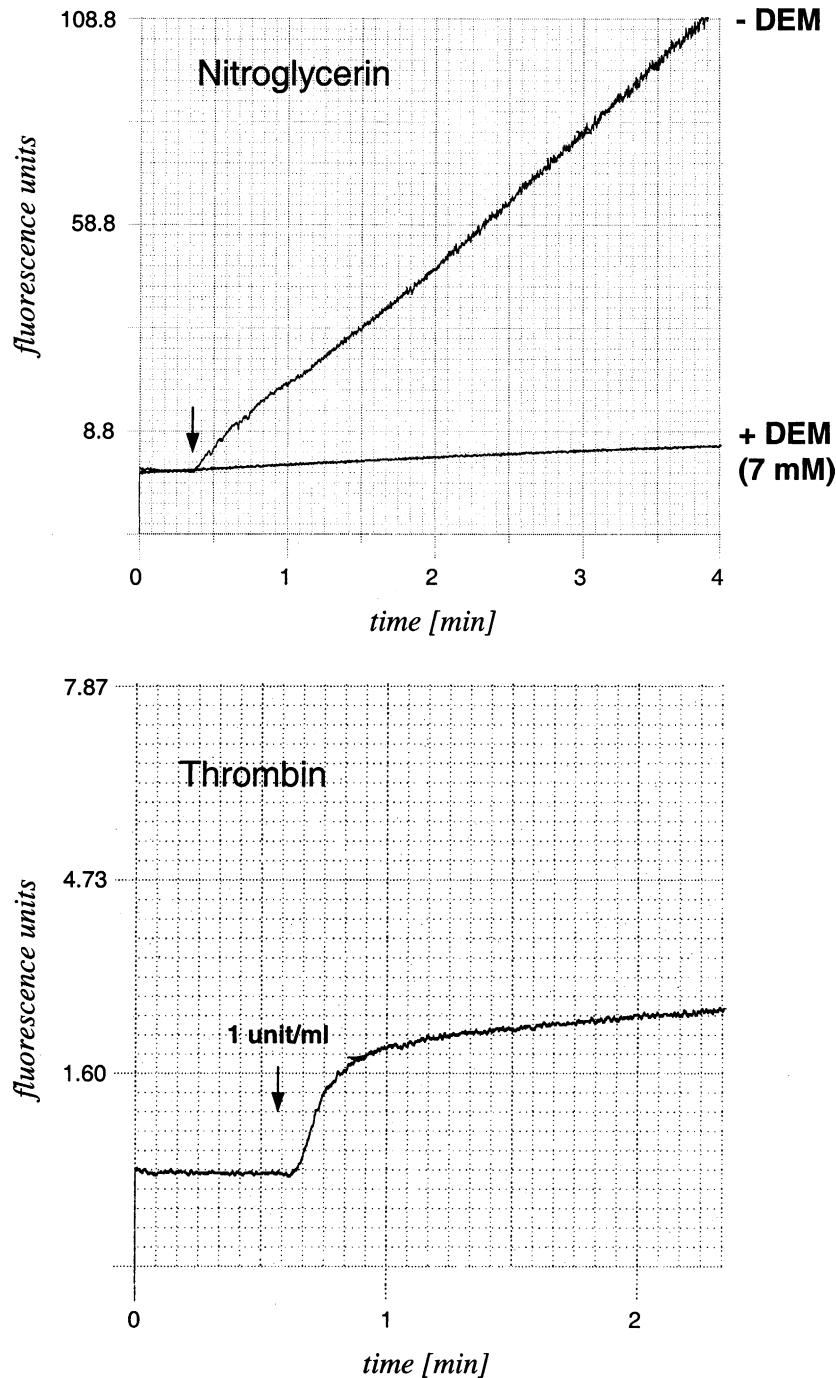 108.8
- DEM
Nitroglycerin
fluorescence units
58.8
8.8
+ DEM
(7 mM)
0 1 2 3 4
time [min]
7.87
Thrombin
4.73
fluorescence units
1 unit/ml
1.60
0 1 2
time [min]